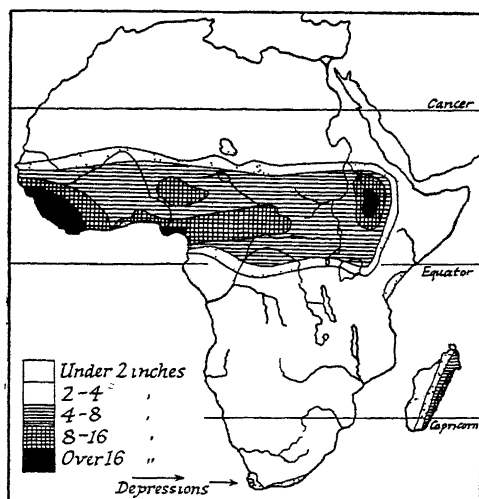 Cancer
Equator
Under 2 inches
2-4 "
4-8 '
8-16 '
Over 16 "
Capricorn
Depressions